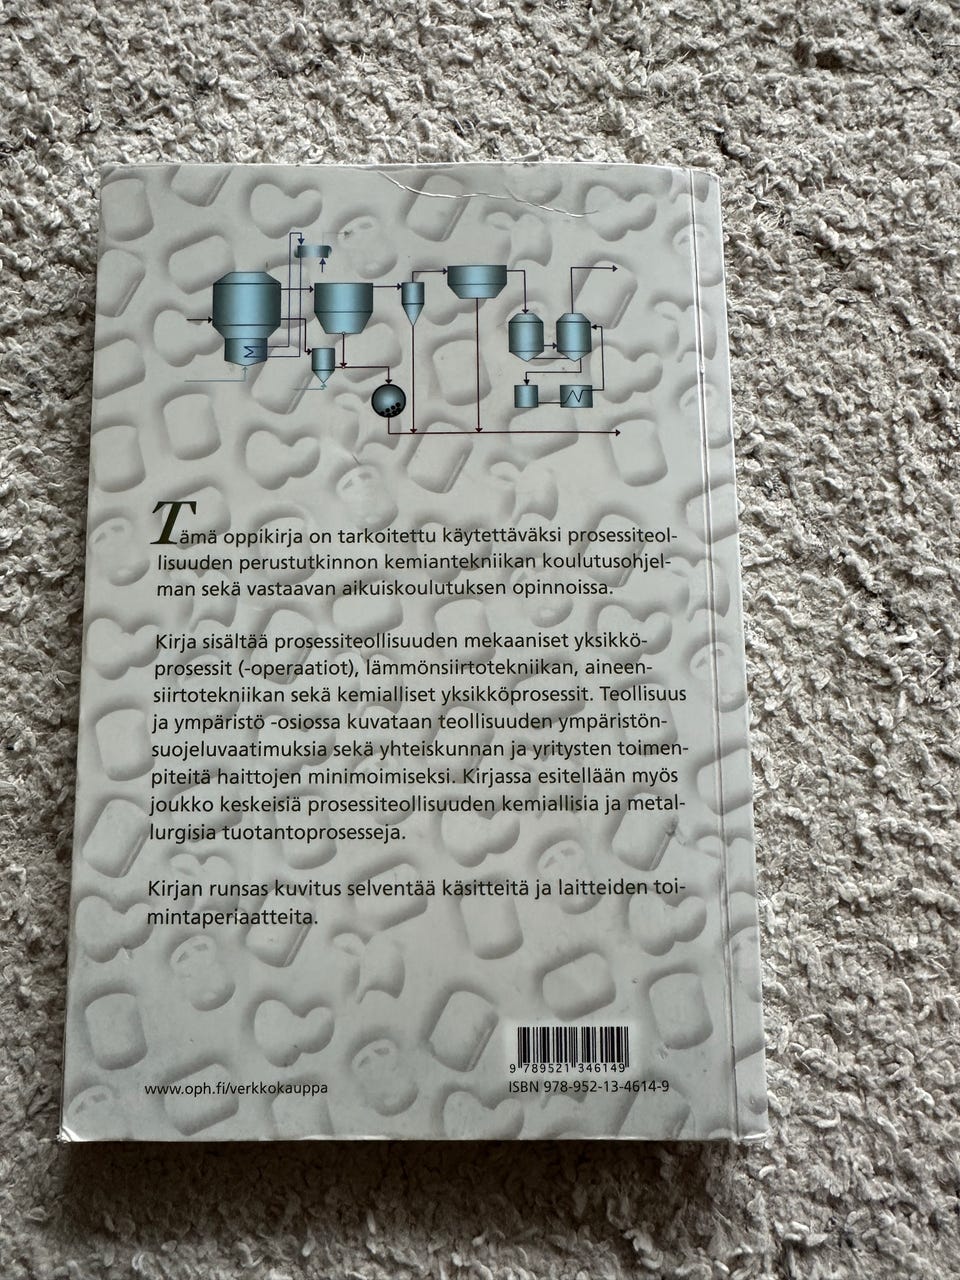 Tämä oppikirja on tarkoitettu käytettäväksi prosessiteol-
lisuuden perustutkinnon kemiantekniikan koulutusohjel-
man sekä vastaavan aikuiskoulutuksen opinnoissa.
Kirja sisältää prosessiteollisuuden mekaaniset yksikkö-
prosessit (-operaatiot), lämmönsiirtotekniikan, aineen-
siirtotekniikan sekä kemialliset yksikköprosessit. Teollisuus
ja ympäristö -osiossa kuvataan teollisuuden ympäristön-
suojeluvaatimuksia sekä yhteiskunnan ja yritysten toimen-
piteitä haittojen minimoimiseksi. Kirjassa esitellään myös
joukko keskeisiä prosessiteollisuuden kemiallisia ja metal-
lurgisia tuotantoprosesseja.
Kirjan runsas kuvitus selventää käsitteitä ja laitteiden toi-
mintaperiaatteita.
9 789521 346149
www.oph.fi/verkkokauppa
ISBN 978-952-13-4614-9